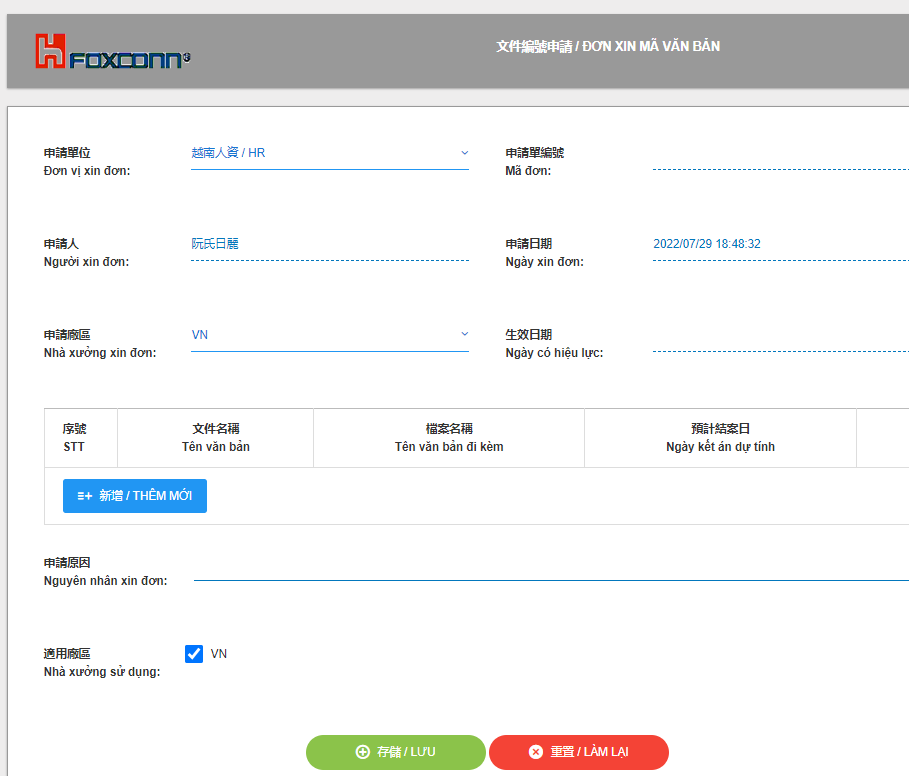 FOXCONN®
文件編號申請 / ĐƠN XIN MÃ VĂN BẢN
申請單位
Đơn vị xin đơn:
越南人資 / HR
申請單編號
Mã đơn:
申請人
Người xin đơn:
阮氏日麗
申請日期
Ngày xin đơn:
2022/07/29 18:48:32
申請廠區
Nhà xưởng xin đơn:
VN
生效日期
Ngày có hiệu lực:
序號
STT
文件名稱
Tên văn bản
檔案名稱
Tên văn bản đi kèm
預計結案日
Ngày kết án dự tính
新增 / THÊM MỚI
申請原因
Nguyên nhân xin đơn:
適用廠區
Nhà xưởng sử dụng:
VN
存儲 / LƯU
重置 / LÀM LẠI